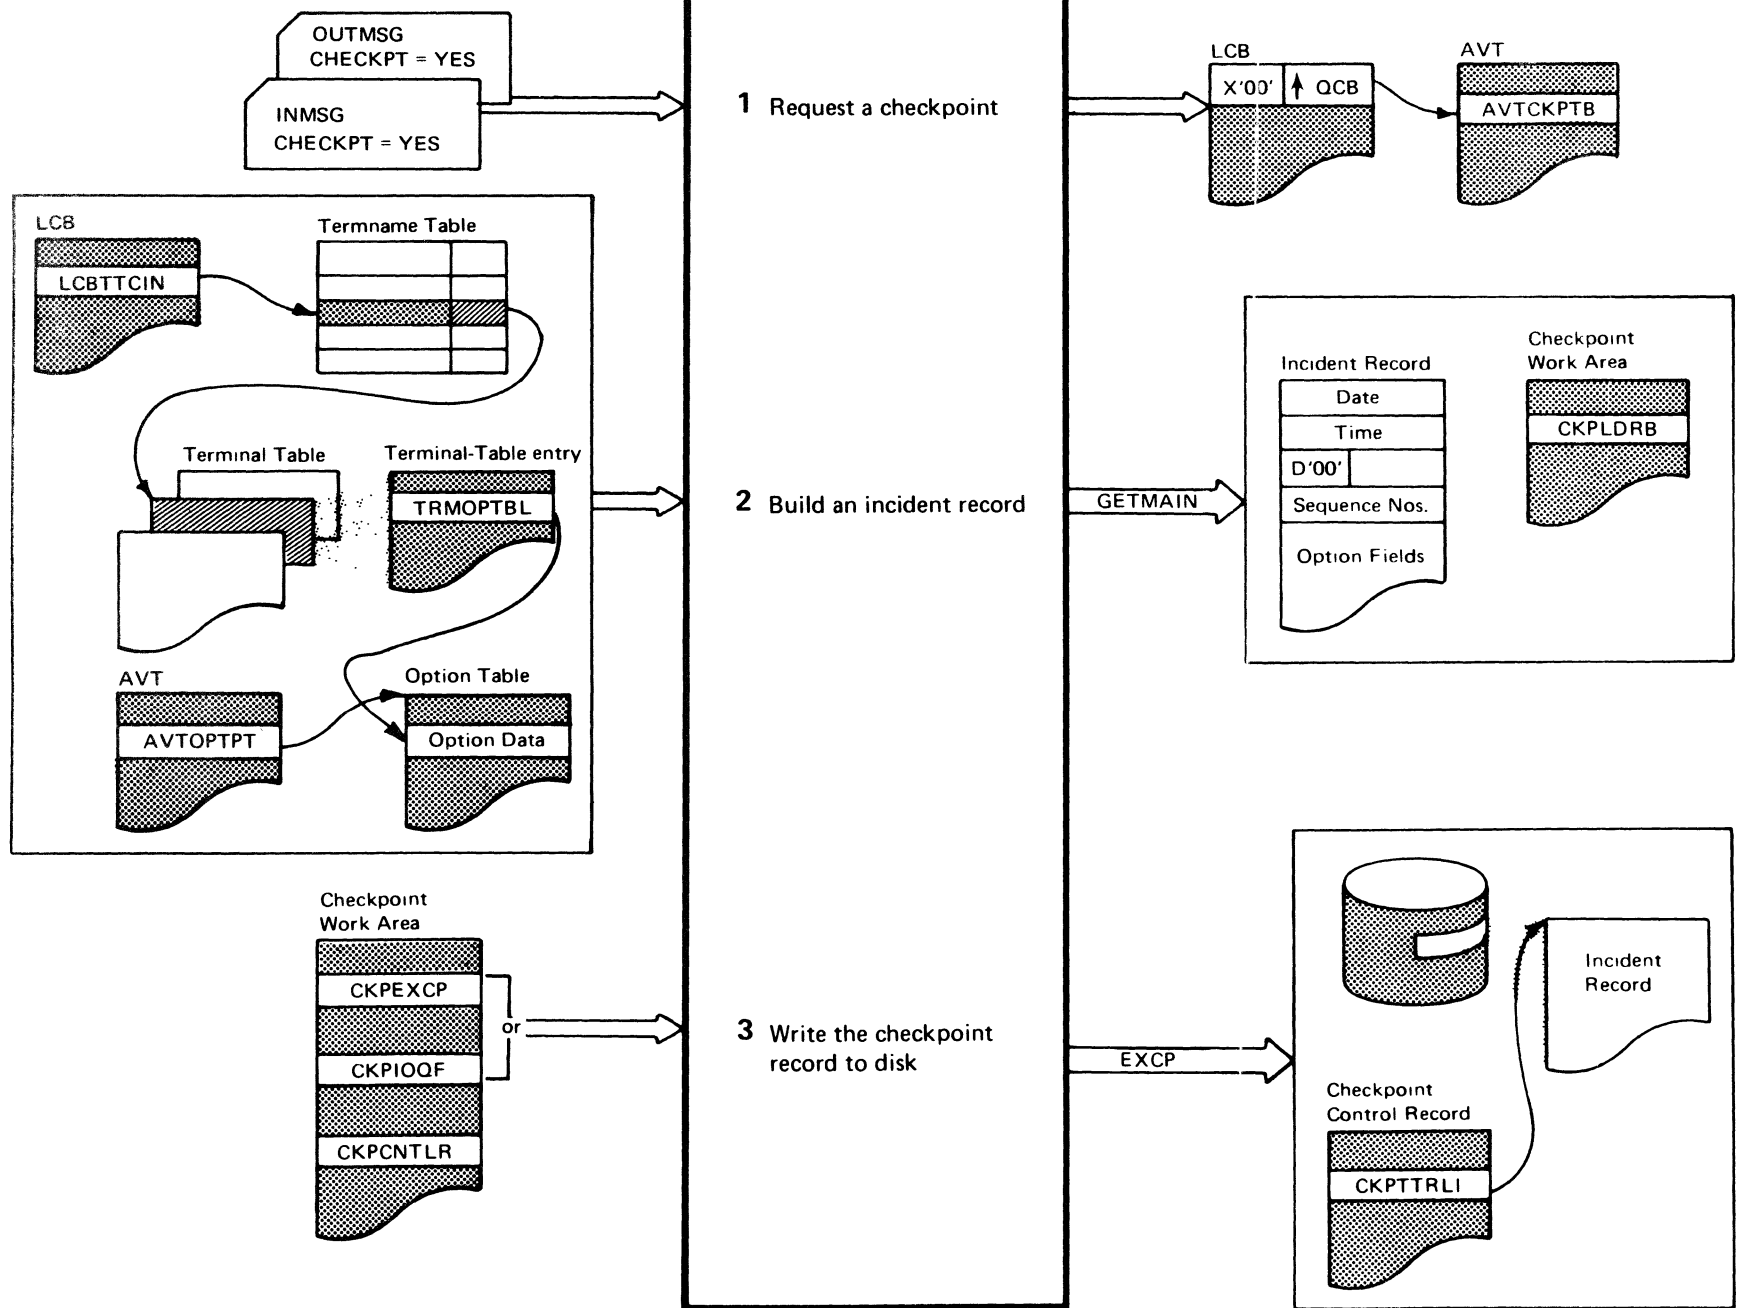 OUTMSG
CHECKPT = YES
INMSG
CHECKPT = YES
1 Request a checkpoint
LCB
X'00' QCB
AVT
AVTCKPTB
LCB
LCBTTCIN
Termname Table
Terminal Table
Terminal-Table entry
TRMOPTBL
AVT
AVTOPTPT
Option Table
Option Data
2 Build an incident record
GETMAIN
Incident Record
Date
Time
D'00'
Sequence Nos.
Option Fields
Checkpoint
Work Area
CKPLDRB
Checkpoint
Work Area
CKPEXCP
or
CKPIOQF
CKPCNTLR
3 Write the checkpoint
record to disk
EXCP
Incident
Record
Checkpoint
Control Record
CKPTTRLI